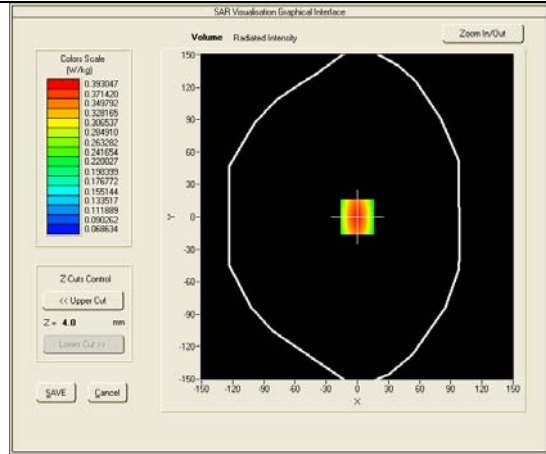 SAR Visualisation Graphical Interface
Volume Radiated Intensity
Zoom In/Out
Colors Scale
(W/kg)
0.393047
0.371420
0.349792
0.328165
0.306537
0.284910
0.263282
0.241654
0.220027
0.198399
0.176772
0.155144
0.133517
0.111889
0.090262
0.068634
Z-Cuts Control
<< Upper Cut
Z = 4.0 mm
Lower Cut >>
SAVE
Cancel
150
120
90
60
30
0
-30
-60
-90
-120
-150
Y
-150 -120 -90 -60 -30 0 30 60 90 120 150
X